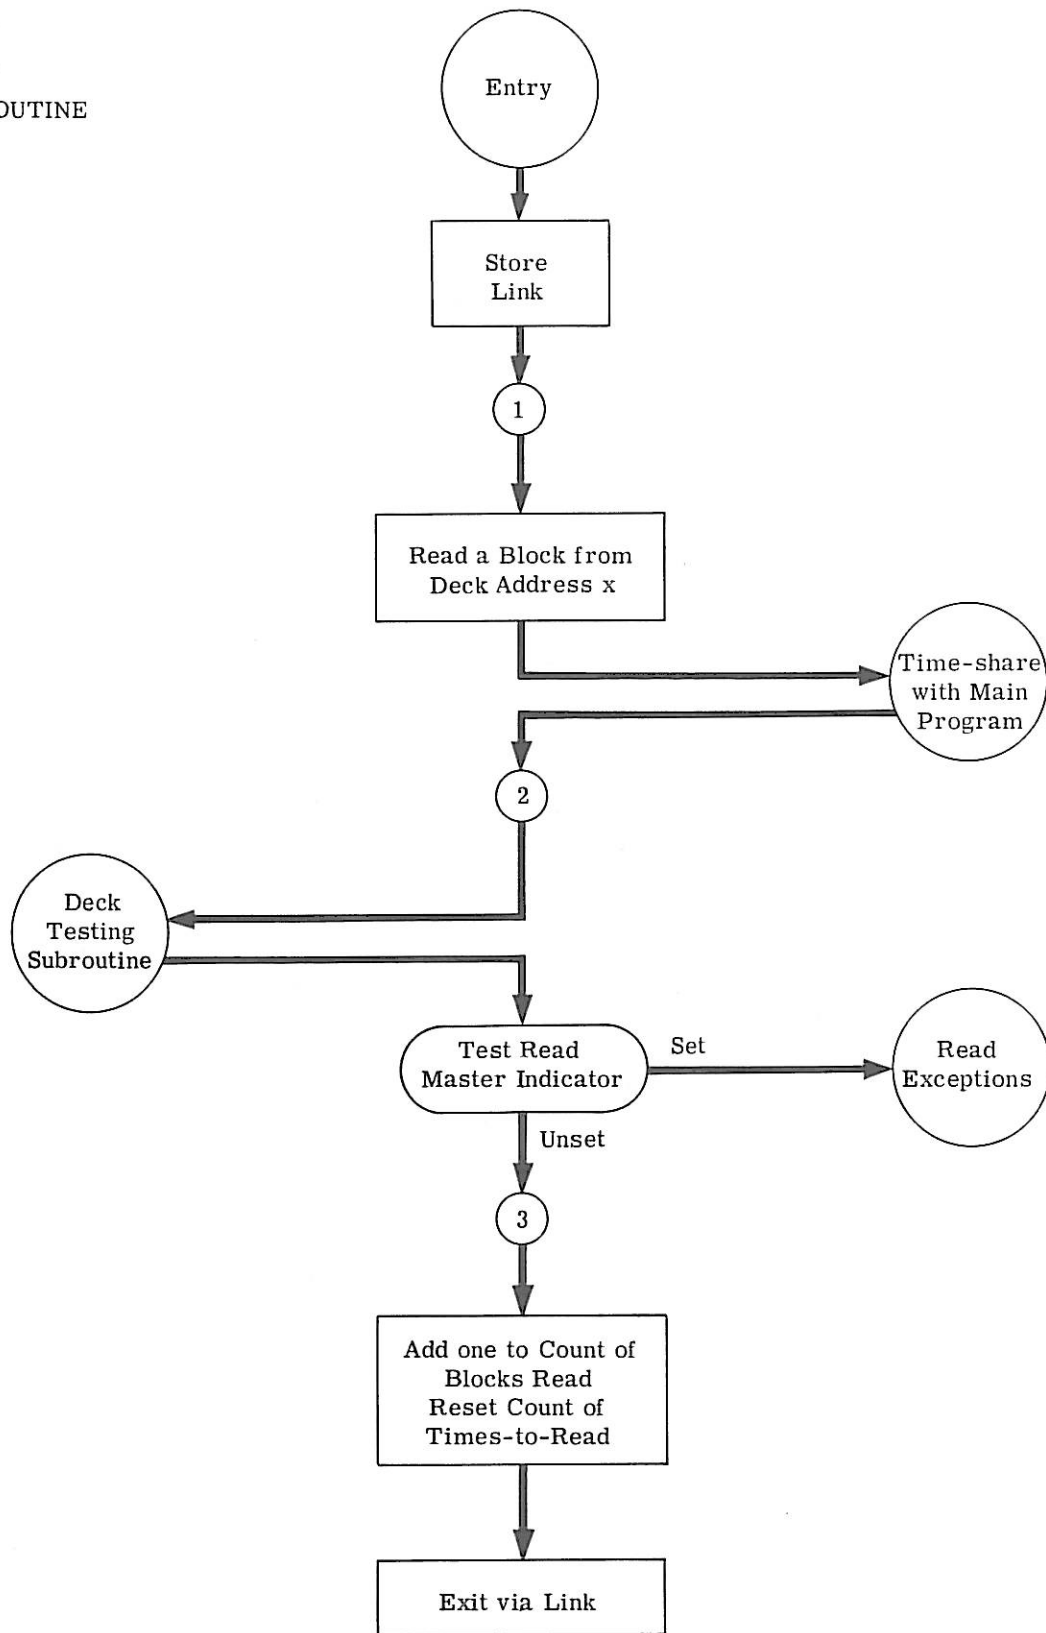 OUTINE
Entry
Store
Link
1
Read a Block from
Deck Address x
Time-share
with Main
Program
2
Deck
Testing
Subroutine
Test Read
Master Indicator
Set
Read
Exceptions
Unset
3
Add one to Count of
Blocks Read
Reset Count of
Times-to-Read
Exit via Link